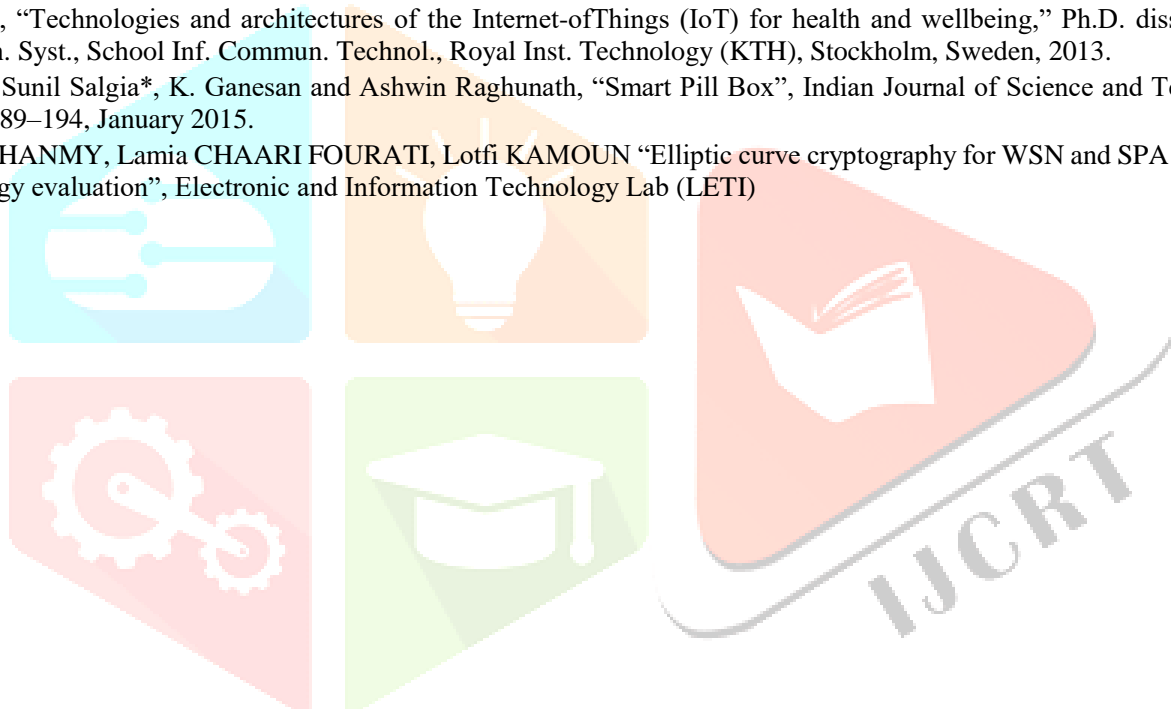 , “Technologies and architectures of the Internet-ofThings (IoT) for health and wellbeing,” Ph.D. diss
. Syst., School Inf. Commun. Technol., Royal Inst. Technology (KTH), Stockholm, Sweden, 2013.
Sunil Salgia*, K. Ganesan and Ashwin Raghunath, “Smart Pill Box”, Indian Journal of Science and Te
89–194, January 2015.
HANMY, Lamia CHAARI FOURATI, Lotfi KAMOUN “Elliptic curve cryptography for WSN and SPA
gy evaluation”, Electronic and Information Technology Lab (LETI)
IJCRT